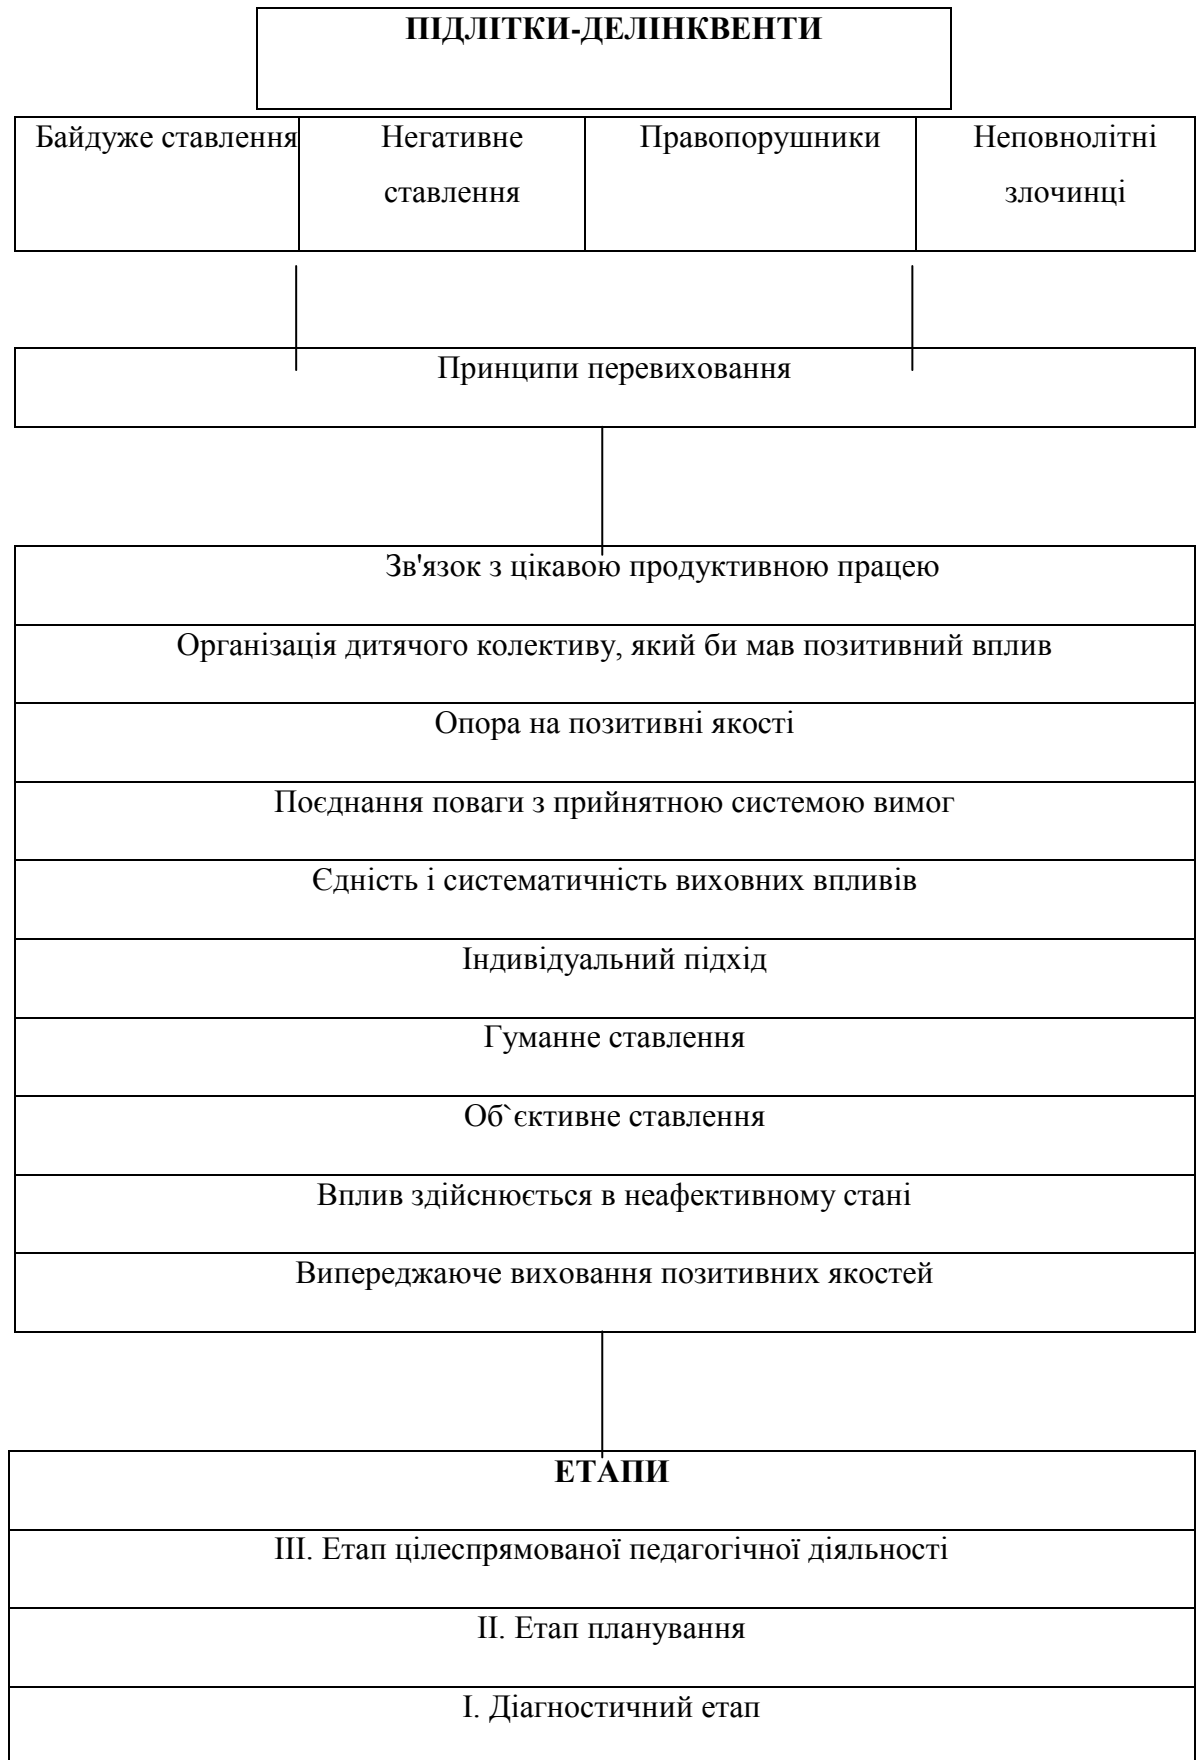 ПІДЛІТКИ-ДЕЛІНКВЕНТИ
Байдуже ставлення
Негативне
ставлення
Правопорушники
Неповнолітні
злочинці
Принципи перевиховання
Зв'язок з цікавою продуктивною працею
Організація дитячого колективу, який би мав позитивний вплив
Опора на позитивні якості
Поєднання поваги з прийнятною системою вимог
Єдність і систематичність виховних впливів
Індивідуальний підхід
Гуманне ставлення
Об`єктивне ставлення
Вплив здійснюється в неафективному стані
Випереджаюче виховання позитивних якостей
ЕТАПИ
ІІІ. Етап цілеспрямованої педагогічної діяльності
ІІ. Етап планування
І. Діагностичний етап